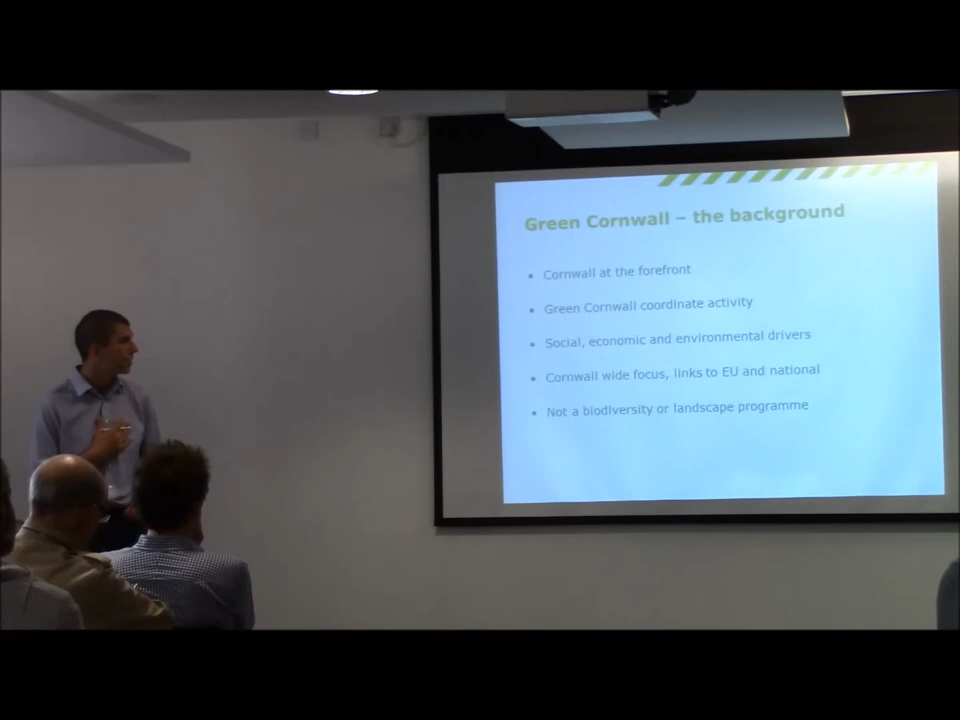 Green Cornwall – the background
• Cornwall at the forefront
• Green Cornwall coordinate activity
• Social, economic and environmental drivers
• Cornwall wide focus, links to EU and national
• Not a biodiversity or landscape programme